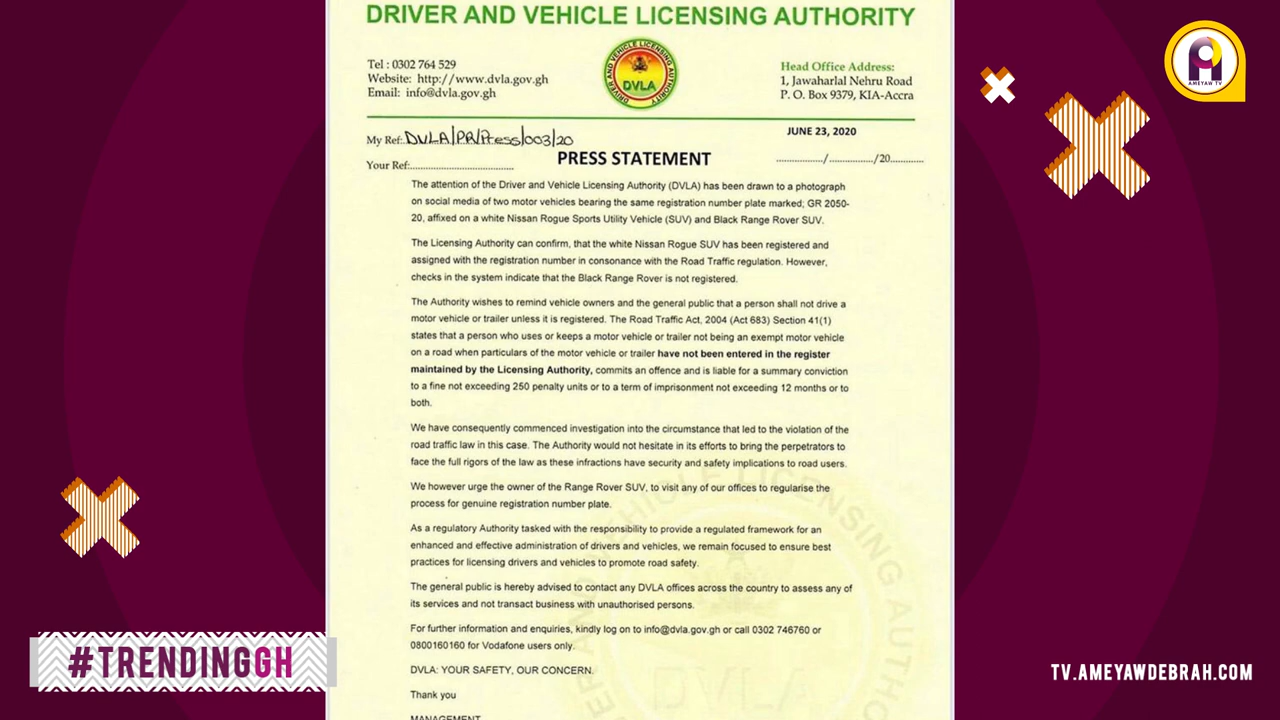 DRIVER AND VEHICLE LICENSING AUTHORITY
Tel : 0302 764 529
Website: http://www.dvla.gov.gh
Email: info@dvla.gov.gh
DRIVER AND VEHICLE LICENSING AUTHORITY
DVLA
Head Office Address:
1, Jawaharlal Nehru Road
P. O. Box 9379, KIA-Accra
AMEYAW TV
My Ref:..DVLA/PR/Press/003/20
JUNE 23, 2020
Your Ref:....................................
PRESS STATEMENT
................/................/20............
The attention of the Driver and Vehicle Licensing Authority (DVLA) has been drawn to a photograph
on social media of two motor vehicles bearing the same registration number plate marked; GR 2050-
20, affixed on a white Nissan Rogue Sports Utility Vehicle (SUV) and Black Range Rover SUV.
The Licensing Authority can confirm, that the white Nissan Rogue SUV has been registered and
assigned with the registration number in consonance with the Road Traffic regulation. However,
checks in the system indicate that the Black Range Rover is not registered.
The Authority wishes to remind vehicle owners and the general public that a person shall not drive a
motor vehicle or trailer unless it is registered. The Road Traffic Act, 2004 (Act 683) Section 41(1)
states that a person who uses or keeps a motor vehicle or trailer not being an exempt motor vehicle
on a road when particulars of the motor vehicle or trailer have not been entered in the register
maintained by the Licensing Authority, commits an offence and is liable for a summary conviction
to a fine not exceeding 250 penalty units or to a term of imprisonment not exceeding 12 months or to
both.
We have consequently commenced investigation into the circumstance that led to the violation of the
road traffic law in this case. The Authority would not hesitate in its efforts to bring the perpetrators to
face the full rigors of the law as these infractions have security and safety implications to road users.
We however urge the owner of the Range Rover SUV, to visit any of our offices to regularise the
process for genuine registration number plate.
As a regulatory Authority tasked with the responsibility to provide a regulated framework for an
enhanced and effective administration of drivers and vehicles, we remain focused to ensure best
practices for licensing drivers and vehicles to promote road safety.
The general public is hereby advised to contact any DVLA offices across the country to assess any of
its services and not transact business with unauthorised persons.
For further information and enquiries, kindly log on to info@dvla.gov.gh or call 0302 746760 or
0800160160 for Vodafone users only.
DVLA: YOUR SAFETY, OUR CONCERN.
Thank you
MANAGEMENT
DRIVER AND VEHICLE LICENSING AUTHORITY
DVLA
#TRENDINGGH
TV.AMEYAWDEBRAH.COM